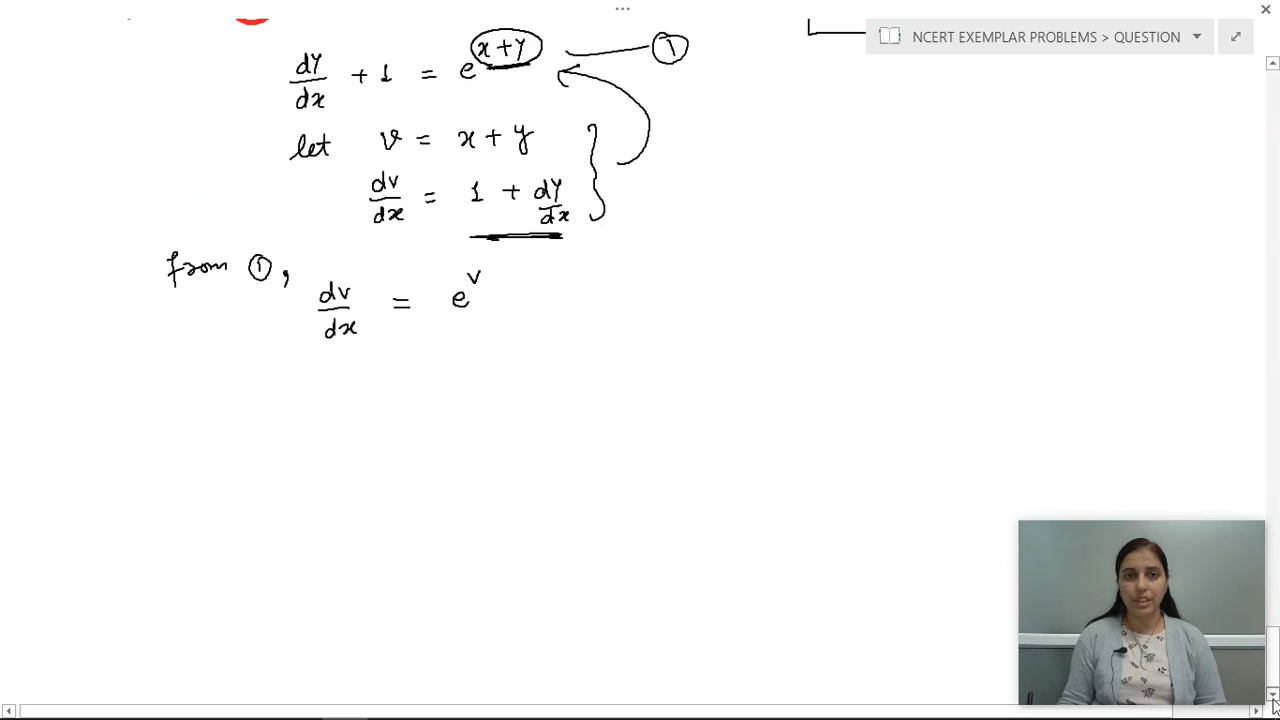 NCERT EXEMPLAR PROBLEMS > QUESTION
dy/dx + 1 = e^(x+y) ①
let v = x + y
dv/dx = 1 + dy/dx
from ①,
dv/dx = e^v